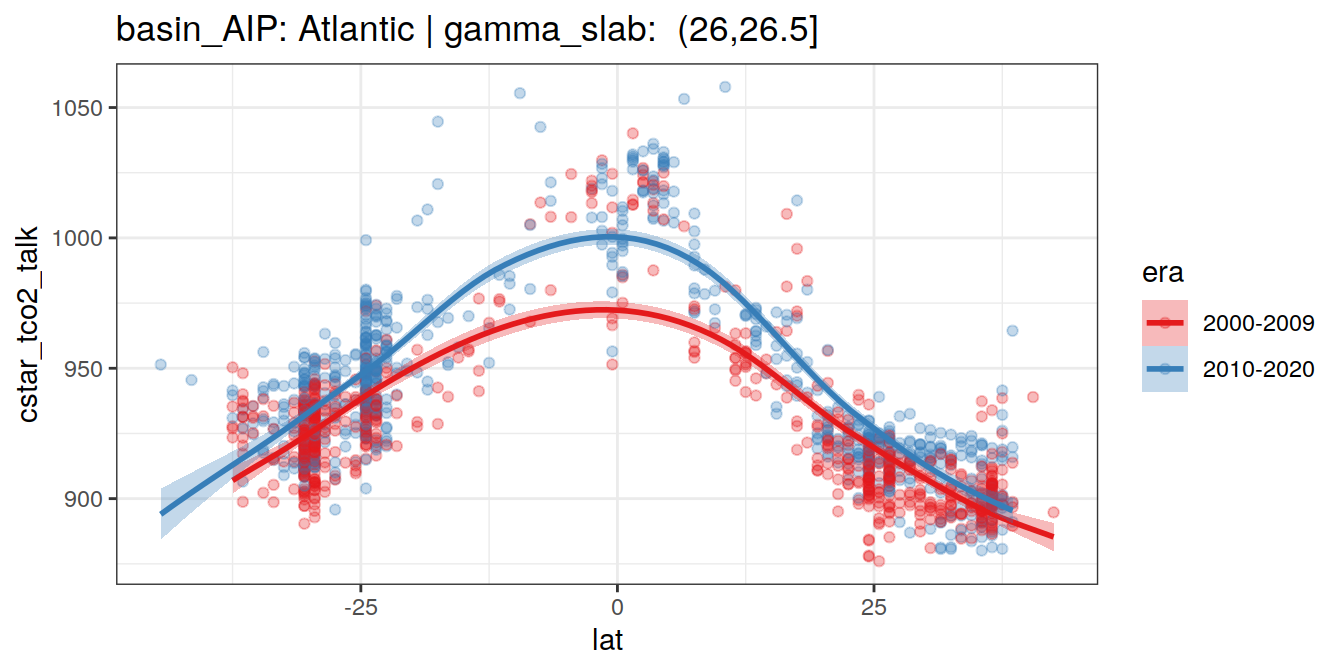 basin_AIP: Atlantic | gamma_slab:  (26,26.5]
cstar_tco2_talk
1050
1000
950
900
-25
0
25
lat
era
2000-2009
2010-2020